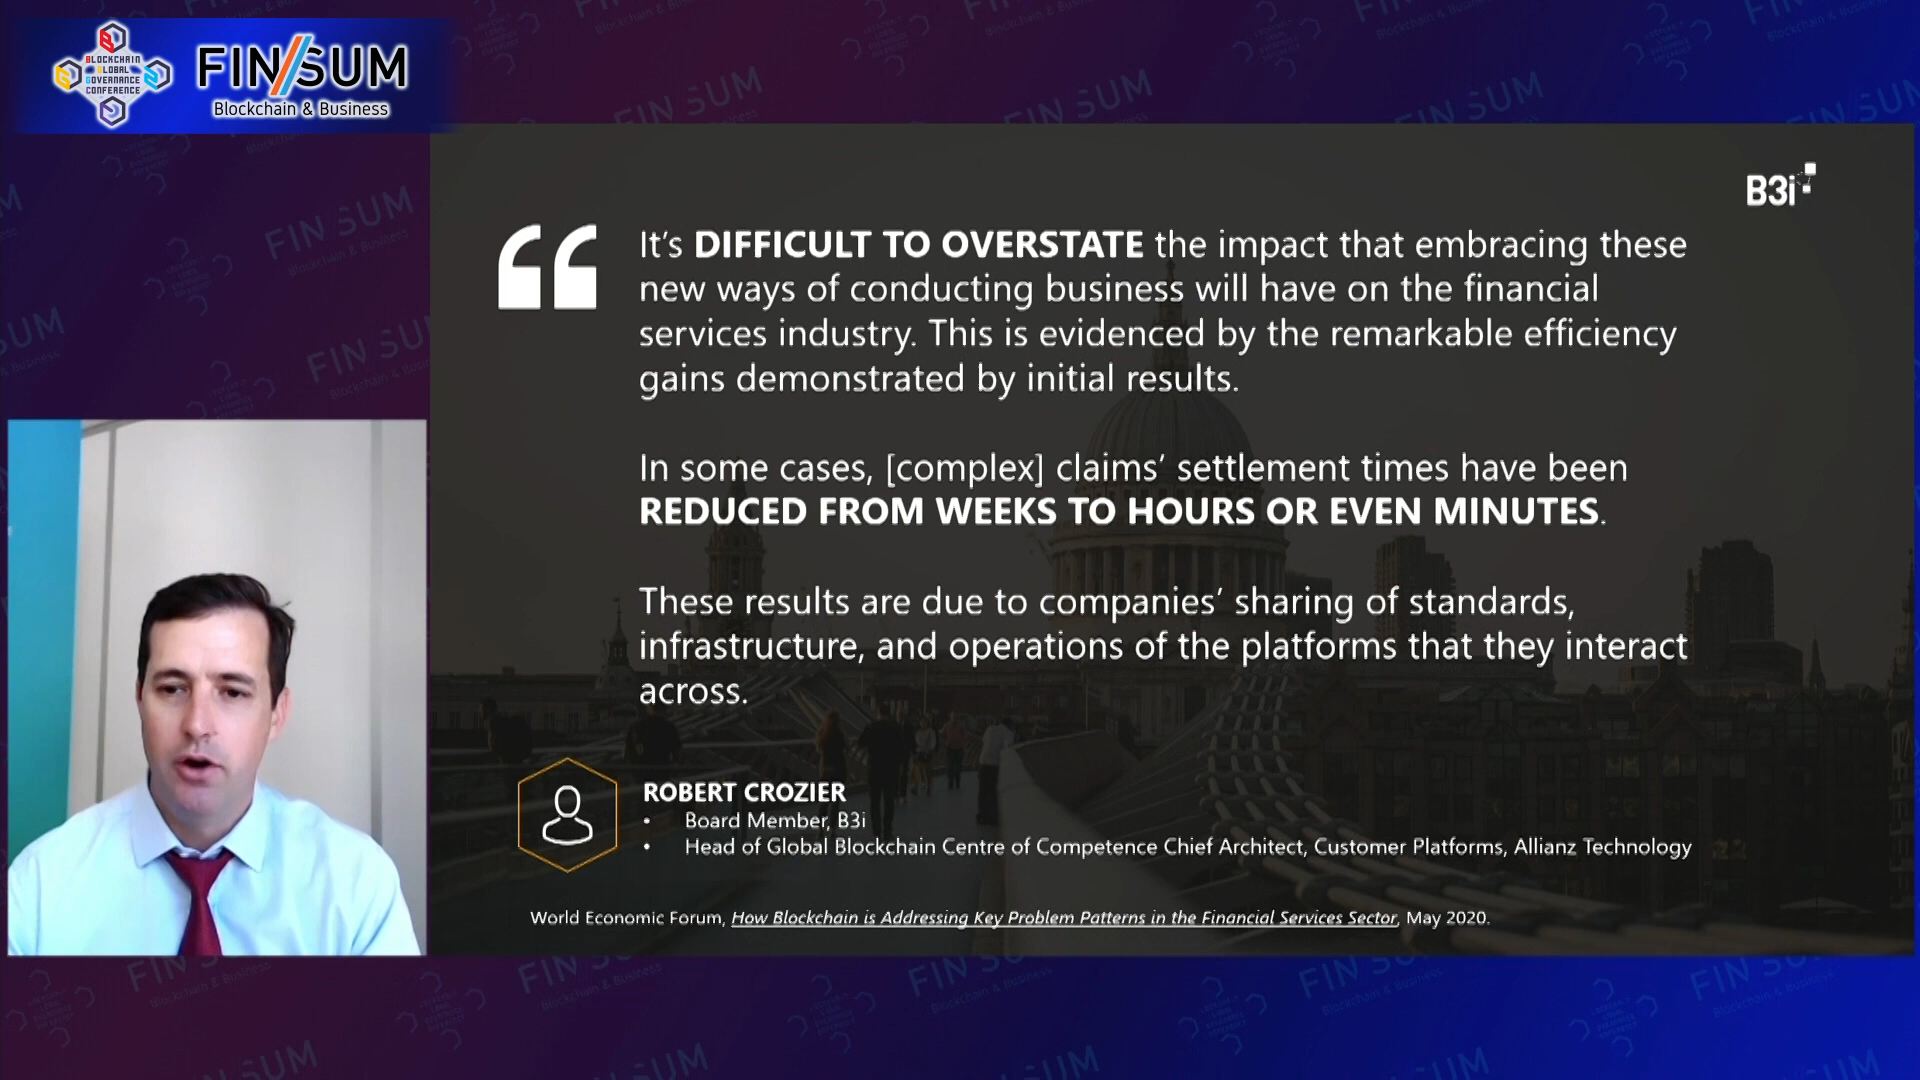 BLOCKCHAIN
GLOBAL
GOVERNANCE
CONFERENCE
FIN/SUM
Blockchain & Business
B3i
It's DIFFICULT TO OVERSTATE the impact that embracing these
new ways of conducting business will have on the financial
services industry. This is evidenced by the remarkable efficiency
gains demonstrated by initial results.
In some cases, [complex] claims' settlement times have been
REDUCED FROM WEEKS TO HOURS OR EVEN MINUTES.
These results are due to companies' sharing of standards,
infrastructure, and operations of the platforms that they interact
across.
ROBERT CROZIER
• Board Member, B3i
• Head of Global Blockchain Centre of Competence Chief Architect, Customer Platforms, Allianz Technology
World Economic Forum, How Blockchain is Addressing Key Problem Patterns in the Financial Services Sector, May 2020.